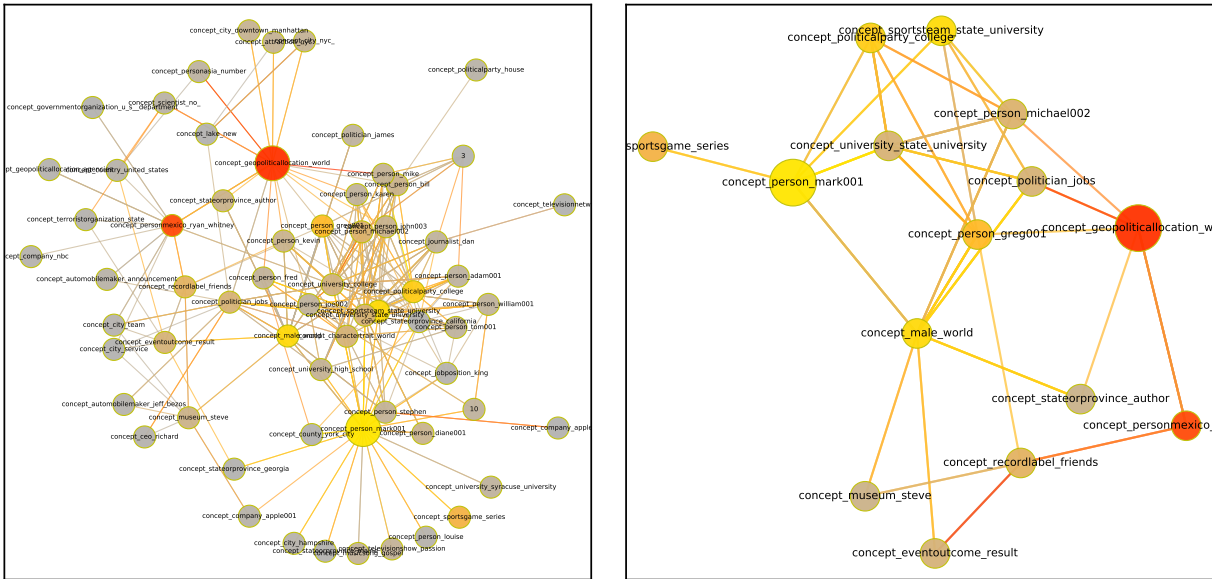 concept_city_downtown_manhattan
concept_city_nyc_
concept_personasia_number
concept_politicalparty_house
concept_scientist_no_
concept_governmentorganization_u_s__department
concept_lake_new
concept_politician_james
3
concept_geopoliticallocation_world
concept_country_united_states
concept_person_mike
concept_person_bill
concept_person_karen
concept_stateorprovince_author
concept_televisionnetw
concept_terroristorganization_state
concept_personmexico_ryan_whitney
concept_person_greg001
concept_person_john003
concept_person_michael002
concept_person_kevin
concept_journalist_dan
pt_company_nbc
concept_automobilemaker_announcement
concept_person_fred
concept_person_adam001
concept_recordlabel_friends
concept_university_college
concept_politicalparty_college
concept_politician_jobs
concept_person_joe002
concept_person_william001
concept_sportsteam_state_university
concept_university_state_university
concept_stateorprovince_california
concept_city_team
concept_person_tom001
concept_male_world
concept_charactertrait_world
concept_eventoutcome_result
concept_city_service
concept_university_high_school
concept_jobposition_king
concept_automobilemaker_jeff_bezos
concept_museum_steve
concept_person_stephen
10
concept_person_mark001
concept_company_apple
concept_ceo_richard
concept_county_york_city
concept_person_diane001
concept_stateorprovince_georgia
concept_university_syracuse_university
concept_company_apple001
concept_sportsgame_series
concept_person_louise
concept_city_hampshire
concept_televisionshow_passion
concept_sportsteam_state_university
concept_politicalparty_college
concept_person_michael002
sportsgame_series
concept_university_state_university
concept_person_mark001
concept_politician_jobs
concept_person_greg001
concept_geopoliticallocation_w
concept_male_world
concept_stateorprovince_author
concept_personmexico_
concept_recordlabel_friends
concept_museum_steve
concept_eventoutcome_result